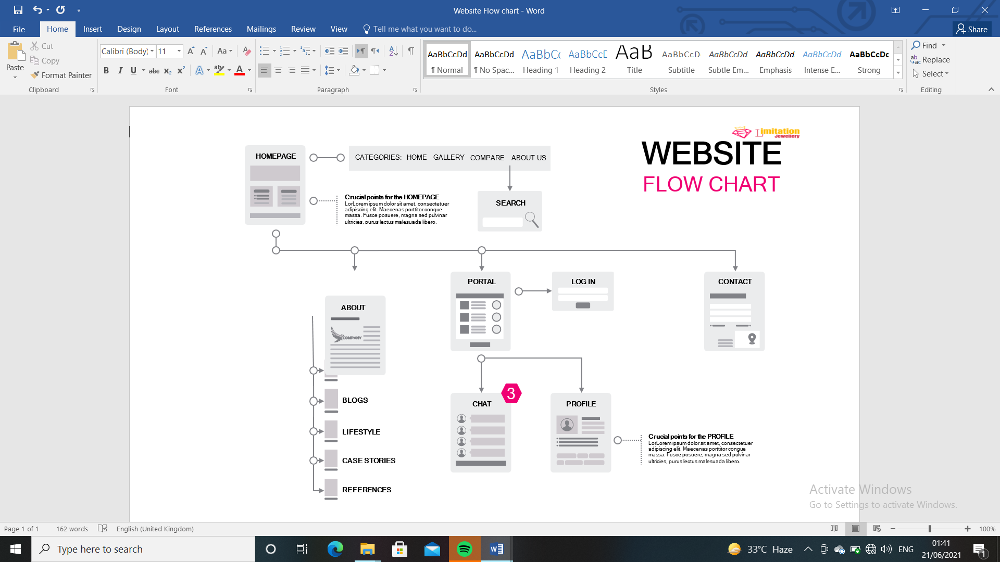 Website Flow chart - Word
File Home Insert Design Layout References Mailings Review View Tell me what you want to do... Share
Paste
Cut
Copy
Format Painter
Clipboard
Calibri (Body) 11
Font
Paragraph
AaBbCcDd AaBbCcDd AaBbCc AaBbCcD AaB AaBbCcD AaBbCcDd AaBbCcDd AaBbCcDd AaBbCcDc
¶ Normal ¶ No Spac... Heading 1 Heading 2 Title Subtitle Subtle Em... Emphasis Intense E... Strong
Styles
Find
Replace
Select
Editing
Limitation
Jewellery
WEBSITE
FLOW CHART
HOMEPAGE
CATEGORIES: HOME GALLERY COMPARE ABOUT US
Crucial points for the HOMEPAGE
LorLorem ipsum dolor sit amet, consectetuer
adipiscing elit. Maecenas porttitor congue
massa. Fusce posuere, magna sed pulvinar
ultricies, purus lectus malesuada libero.
SEARCH
PORTAL
LOG IN
CONTACT
ABOUT
COMPANY
BLOGS
LIFESTYLE
CASE STORIES
REFERENCES
CHAT
3
PROFILE
Crucial points for the PROFILE
LorLorem ipsum dolor sit amet, consectetuer
adipiscing elit. Maecenas porttitor congue
massa. Fusce posuere, magna sed pulvinar
ultricies, purus lectus malesuada libero.
Activate Windows
Go to Settings to activate Windows.
Page 1 of 1 162 words English (United Kingdom) 100%
Type here to search
33°C Haze
ENG
01:41
21/06/2021
1